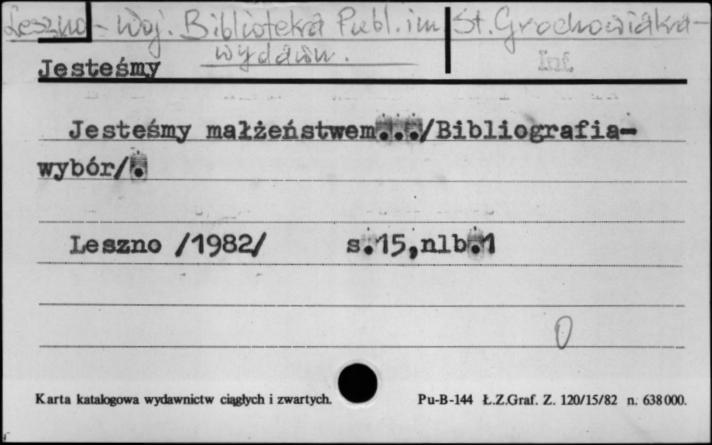 Leszno - Woj. Biblioteka Publ. im. St. Grochowiaka -
wydawn.
Jesteśmy
Jesteśmy małżeństwem.../Bibliografia-
wybór/.
Leszno /1982/ s.15,nlb.1
0
Karta katalogowa wydawnictw ciągłych i zwartych. Pu-B-144 Ł.Z.Graf. Z. 120/15/82 n. 638000.